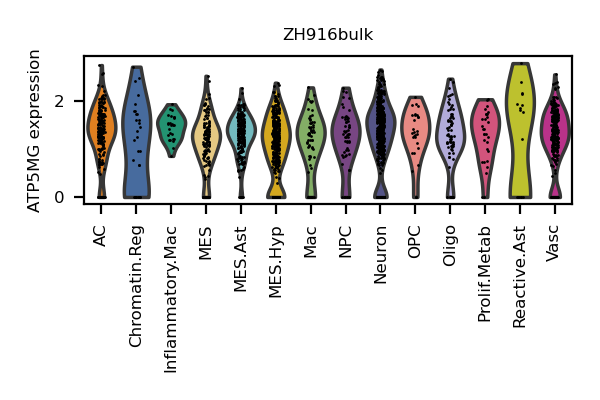 ZH916bulk
ATP5MG expression
2
0
AC
Chromatin.Reg
Inflammatory.Mac
MES
MES.Ast
MES.Hyp
Mac
NPC
Neuron
OPC
Oligo
Prolif.Metab
Reactive.Ast
Vasc